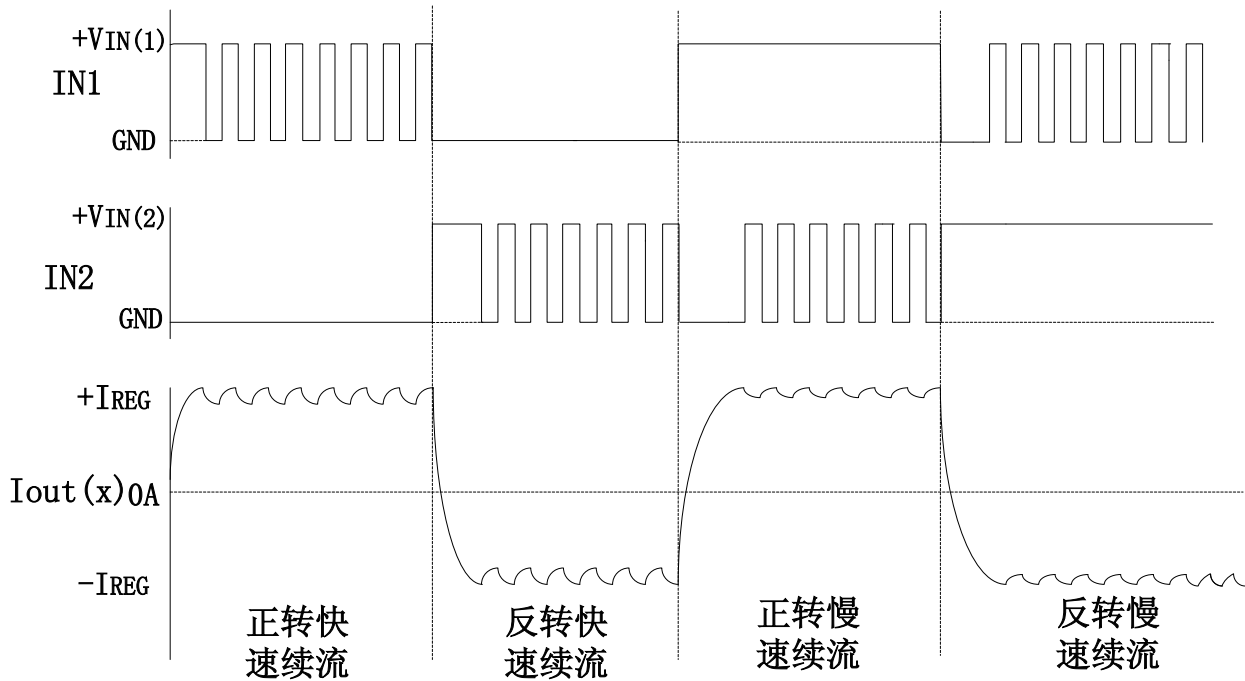 +VIN(1)
IN1
GND
+VIN(2)
IN2
GND
+IREG
Iout(x)0A
-IREG
正转快
速续流
反转快
速续流
正转慢
速续流
反转慢
速续流